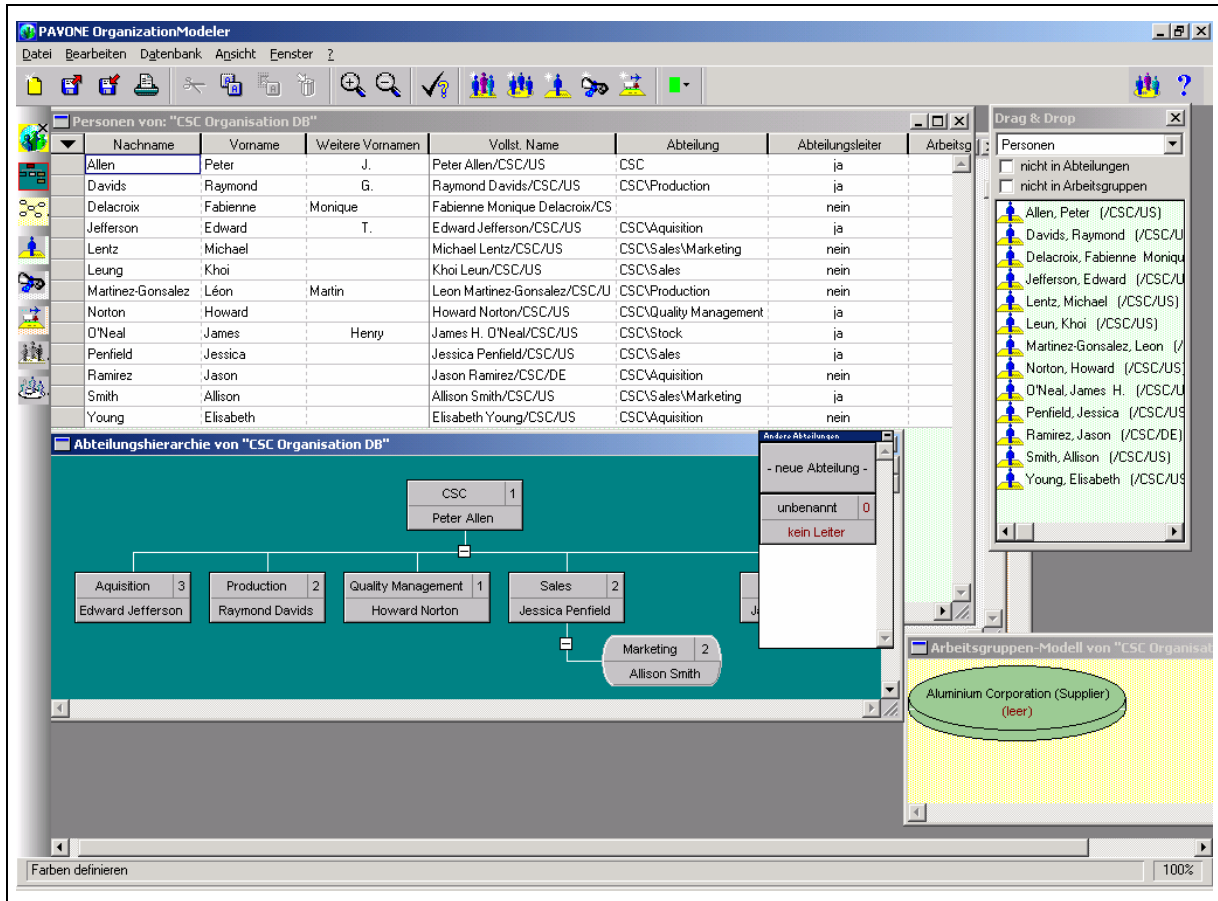 PAVONE OrganizationModeler
Datei Bearbeiten Datenbank Ansicht Fenster ?
Personen von: "CSC Organisation DB"
Nachname Vorname Weitere Vornamen Vollst. Name Abteilung Abteilungsleiter Arbeitsg
Allen Peter J. Peter Allen/CSC/US CSC ja
Davids Raymond G. Raymond Davids/CSC/US CSC\Production ja
Delacroix Fabienne Monique Fabienne Monique Delacroix/CS nein
Jefferson Edward T. Edward Jefferson/CSC/US CSC\Aquisition ja
Lentz Michael Michael Lentz/CSC/US CSC\Sales\Marketing nein
Leung Khoi Khoi Leun/CSC/US CSC\Sales nein
Martinez-Gonsalez Léon Martin Leon Martinez-Gonsalez/CSC/U CSC\Production nein
Norton Howard Howard Norton/CSC/US CSC\Quality Management ja
O'Neal James Henry James H. O'Neal/CSC/US CSC\Stock ja
Penfield Jessica Jessica Penfield/CSC/US CSC\Sales ja
Ramirez Jason Jason Ramirez/CSC/DE CSC\Aquisition nein
Smith Allison Allison Smith/CSC/US CSC\Sales\Marketing ja
Young Elisabeth Elisabeth Young/CSC/US CSC\Aquisition nein
Drag & Drop
Personen
nicht in Abteilungen
nicht in Arbeitsgruppen
Allen, Peter (/CSC/US)
Davids, Raymond (/CSC/U
Delacroix, Fabienne Moniqu
Jefferson, Edward (/CSC/U
Lentz, Michael (/CSC/US)
Leun, Khoi (/CSC/US)
Martinez-Gonsalez, Leon (/
Norton, Howard (/CSC/US
O'Neal, James H. (/CSC/U
Penfield, Jessica (/CSC/US
Ramirez, Jason (/CSC/DE)
Smith, Allison (/CSC/US)
Young, Elisabeth (/CSC/US
Abteilungshierarchie von "CSC Organisation DB"
CSC 1
Peter Allen
Aquisition 3
Edward Jefferson
Production 2
Raymond Davids
Quality Management 1
Howard Norton
Sales 2
Jessica Penfield
Ja
Marketing 2
Allison Smith
Andere Abteilungen
- neue Abteilung -
unbenannt 0
kein Leiter
Arbeitsgruppen-Modell von "CSC Organisat
Aluminium Corporation (Supplier)
(leer)
Farben definieren 100%